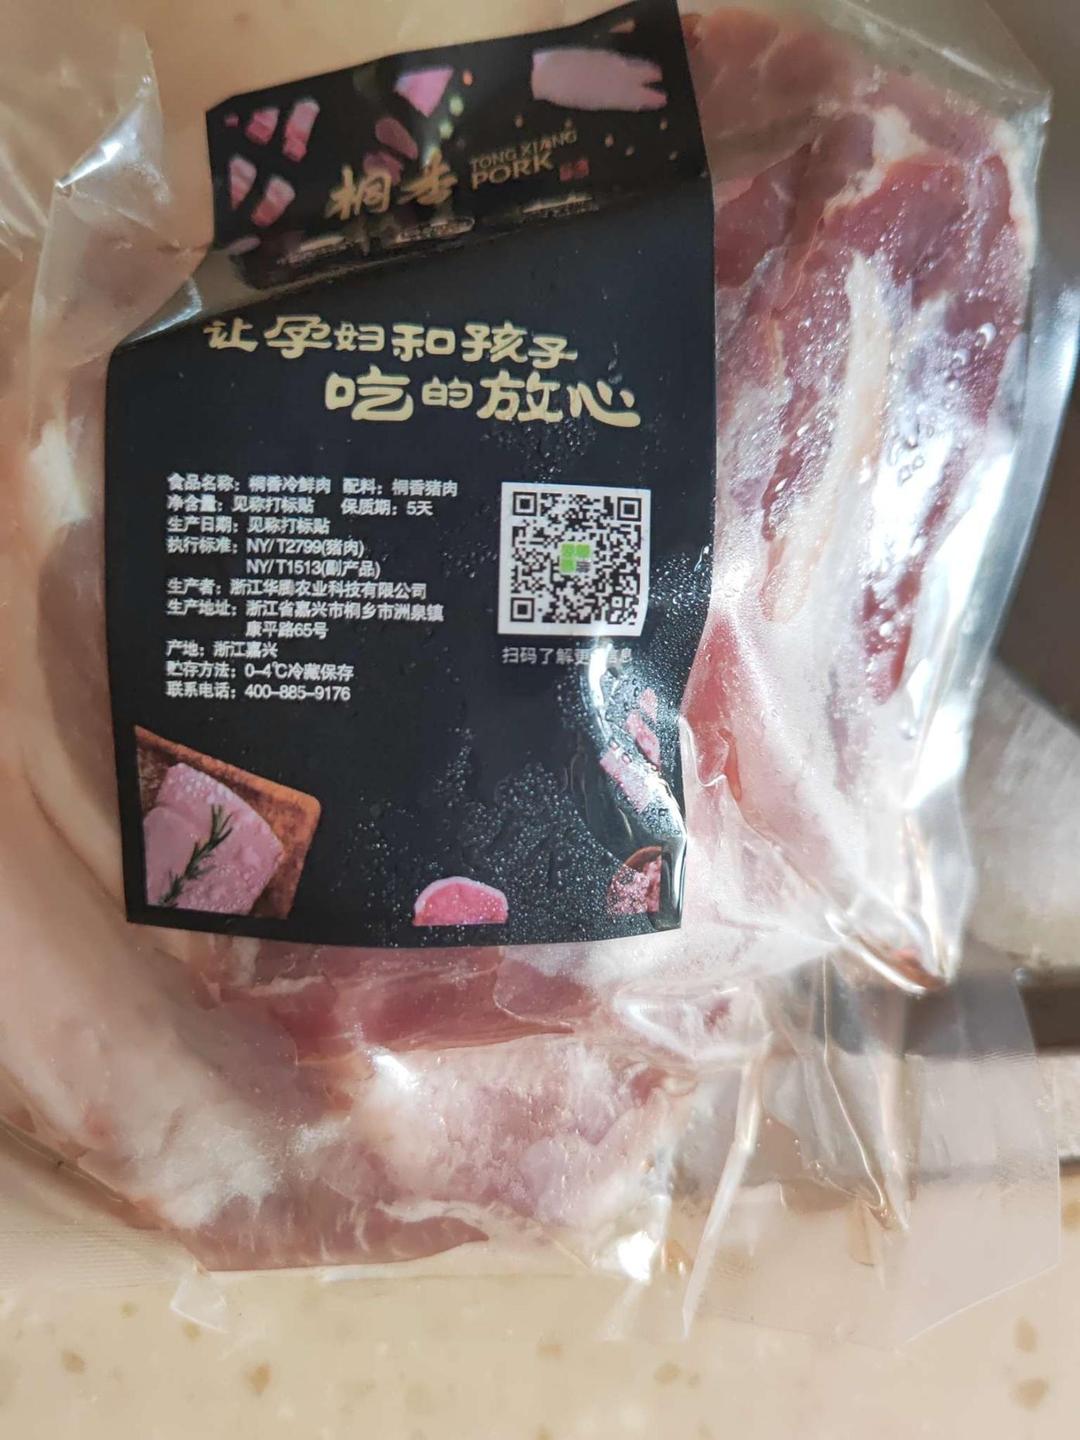 桐香
TONG XIANG
PORK
让孕妇和孩子
吃的放心
食品名称：桐香冷鲜肉 配料：桐香猪肉
净含量：见称打标贴 保质期：5天
生产日期：见称打标贴
执行标准：NY/T2799(猪肉)
NY/T1513(副产品)
生产者：浙江华腾农业科技有限公司
生产地址：浙江省嘉兴市桐乡市洲泉镇
康平路65号
产地：浙江嘉兴
贮存方法：0-4℃冷藏保存
联系电话：400-885-9176
扫码了解更 信息